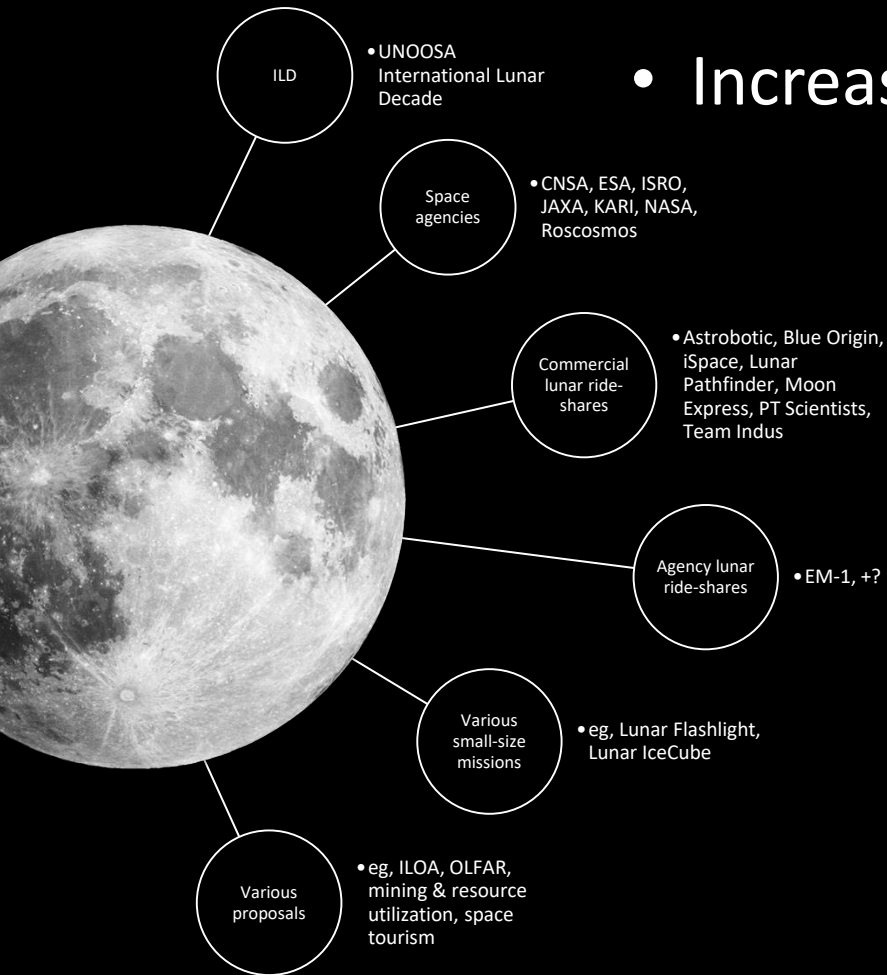 ILD
•UNOOSA
International Lunar
Decade
• Increas
Space
agencies
•CNSA, ESA, ISRO,
JAXA, KARI, NASA,
Roscosmos
Commercial
lunar ride-
shares
•Astrobotic, Blue Origin,
iSpace, Lunar
Pathfinder, Moon
Express, PT Scientists,
Team Indus
Agency lunar
ride-shares
•EM-1, +?
Various
small-size
missions
•eg, Lunar Flashlight,
Lunar IceCube
Various
proposals
•eg, ILOA, OLFAR,
mining & resource
utilization, space
tourism